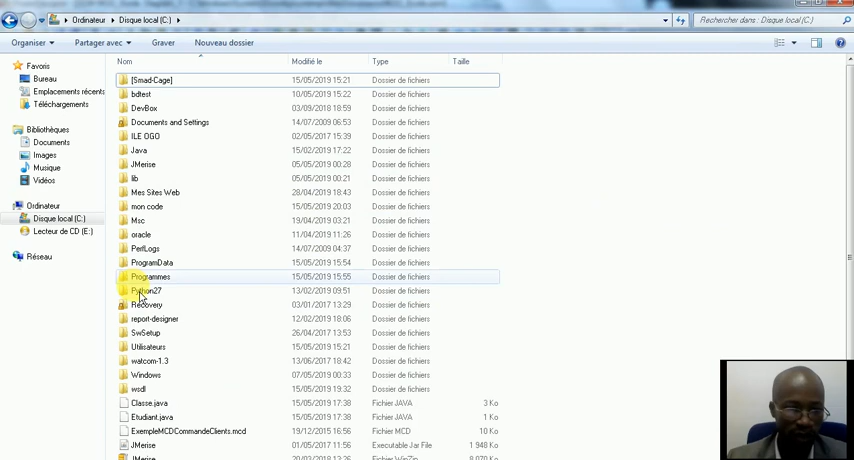 Ordinateur ▸ Disque local (C:) ▸
Rechercher dans : Disque local (C:)
Organiser Partager avec Graver Nouveau dossier
Nom Modifié le Type Taille
Favoris
Bureau
Emplacements récents
Téléchargements
Bibliothèques
Documents
Images
Musique
Vidéos
Ordinateur
Disque local (C:)
Lecteur de CD (E:)
Réseau
[Smad-Cage] 15/05/2019 15:21 Dossier de fichiers
bdtest 10/05/2019 15:22 Dossier de fichiers
DevBox 03/09/2018 18:59 Dossier de fichiers
Documents and Settings 14/07/2009 06:53 Dossier de fichiers
ILE OGO 02/05/2017 15:39 Dossier de fichiers
Java 15/02/2019 17:22 Dossier de fichiers
JMerise 05/05/2019 00:28 Dossier de fichiers
lib 05/05/2019 00:21 Dossier de fichiers
Mes Sites Web 28/04/2019 18:43 Dossier de fichiers
mon code 15/05/2019 20:03 Dossier de fichiers
Msc 19/04/2019 03:21 Dossier de fichiers
oracle 11/04/2019 11:26 Dossier de fichiers
PerfLogs 14/07/2009 04:37 Dossier de fichiers
ProgramData 15/05/2019 15:54 Dossier de fichiers
Programmes 15/05/2019 15:55 Dossier de fichiers
Python27 13/02/2019 09:51 Dossier de fichiers
Recovery 03/01/2017 13:29 Dossier de fichiers
report-designer 12/02/2019 18:06 Dossier de fichiers
SwSetup 26/04/2017 13:53 Dossier de fichiers
Utilisateurs 15/05/2019 15:21 Dossier de fichiers
watcom-1.3 13/06/2017 18:42 Dossier de fichiers
Windows 07/05/2019 00:33 Dossier de fichiers
wsdl 15/05/2019 19:32 Dossier de fichiers
Classe.java 15/05/2019 17:38 Fichier JAVA 3 Ko
Etudiant.java 15/05/2019 17:38 Fichier JAVA 1 Ko
ExempleMCDCommandeClients.mcd 19/12/2015 16:56 Fichier MCD 10 Ko
JMerise 01/05/2017 11:56 Executable Jar File 1 948 Ko
JMerise 20/03/2018 13:26 Fichier WinZip 9 070 Ko